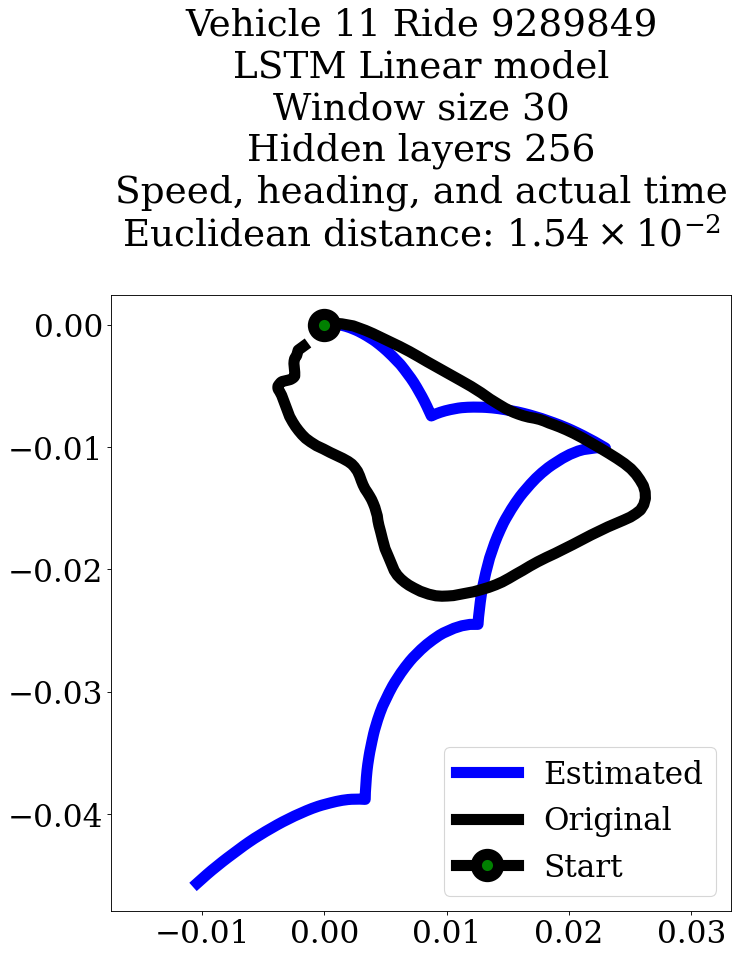 Vehicle 11 Ride 9289849
LSTM Linear model
Window size 30
Hidden layers 256
Speed, heading, and actual time
Euclidean distance: 1.54 × 10⁻²
0.00
−0.01
−0.02
−0.03
−0.04
Estimated
Original
Start
−0.01 0.00 0.01 0.02 0.03